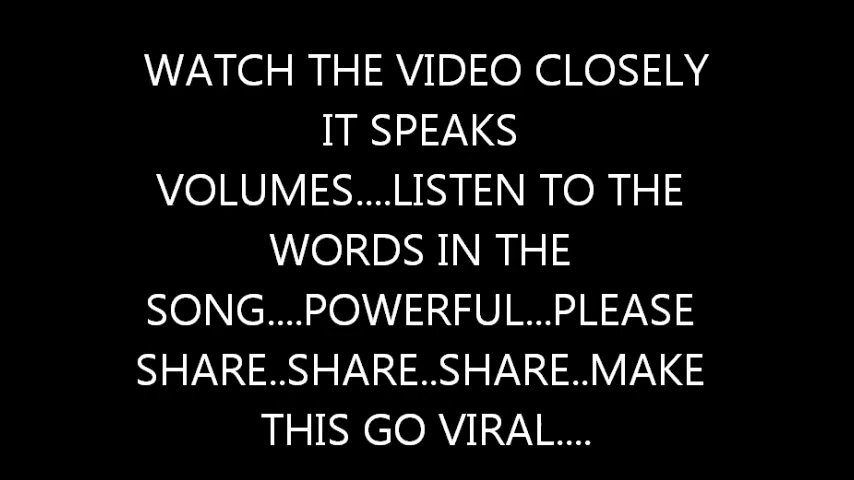 WATCH THE VIDEO CLOSELY
IT SPEAKS
VOLUMES....LISTEN TO THE
WORDS IN THE
SONG....POWERFUL...PLEASE
SHARE..SHARE..SHARE..MAKE
THIS GO VIRAL....